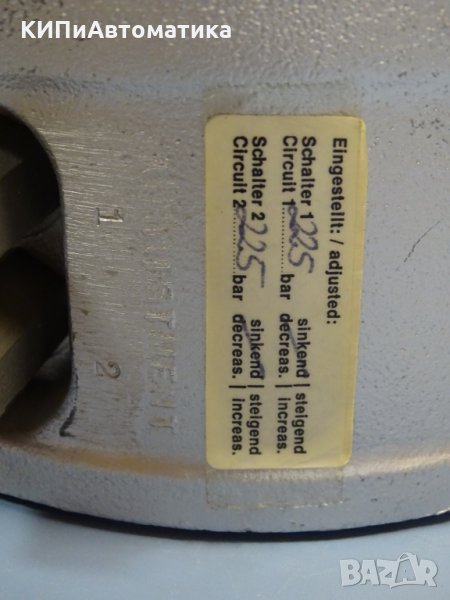 КИПиАвтоматика
Eingestellt: / adjusted:
Schalter 1 225 sinkend | steigend
Circuit 1..........bar decreas. | increas.
Schalter 2 225 sinkend | steigend
Circuit 2..........bar decreas. | increas.
1 2
BAZAR